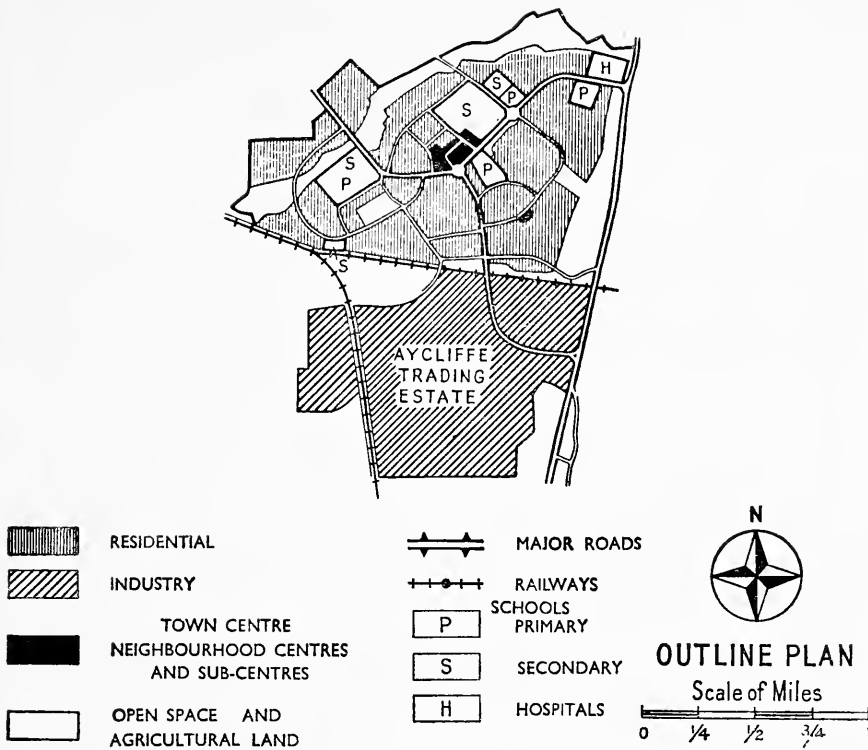 H
P
S
P
S
P
S
P
S
AYCLIFFE
TRADING
ESTATE
RESIDENTIAL
INDUSTRY
TOWN CENTRE
NEIGHBOURHOOD CENTRES
AND SUB-CENTRES
OPEN SPACE AND
AGRICULTURAL LAND
MAJOR ROADS
RAILWAYS
SCHOOLS
P PRIMARY
S SECONDARY
H HOSPITALS
N
OUTLINE PLAN
Scale of Miles
0 1/4 1/2 3/4